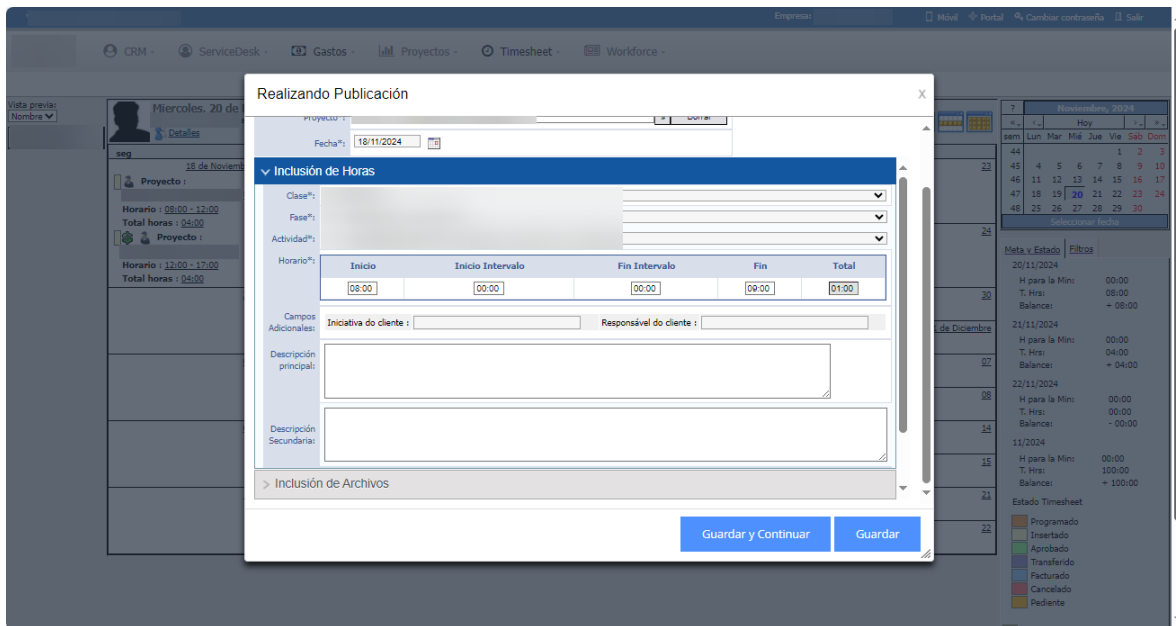 Empresa:
Móvil
Portal
Cambiar contraseña
Salir
CRM -
ServiceDesk -
Gastos -
Proyectos -
Timesheet -
Workforce -
Vista previa:
Nombre
Miercoles. 20 de
Detalles
seg
18 de Noviemb
Proyecto :
Horario : 08:00 - 12:00
Total horas : 04:00
Proyecto :
Horario : 12:00 - 17:00
Total horas : 04:00
Realizando Publicación
X
Proyecto*:
» Borrar
Fecha*: 18/11/2024
Inclusión de Horas
Clase*:
Fase*:
Actividad*:
Horario*:
Inicio Inicio Intervalo Fin Intervalo Fin Total
08:00 00:00 00:00 09:00 01:00
Campos Adicionales:
Iniciativa do cliente :
Responsável do cliente :
Descripción
principal:
Descripción
Secundaria:
> Inclusión de Archivos
Guardar y Continuar
Guardar
23
24
30
1 de Diciembre
07
08
14
15
21
22
? Noviembre, 2024
«. ‹. Hoy ›. ».
sem Lun Mar Mié Jue Vie Sáb Dom
44 1 2 3
45 4 5 6 7 8 9 10
46 11 12 13 14 15 16 17
47 18 19 20 21 22 23 24
48 25 26 27 28 29 30
Seleccionar fecha
Meta y Estado Filtros
20/11/2024
H para la Min: 00:00
T. Hrs: 08:00
Balance: + 08:00
21/11/2024
H para la Min: 00:00
T. Hrs: 04:00
Balance: + 04:00
22/11/2024
H para la Min: 00:00
T. Hrs: 00:00
Balance: - 00:00
11/2024
H para la Min: 00:00
T. Hrs: 100:00
Balance: + 100:00
Estado Timesheet
Programado
Insertado
Aprobado
Transferido
Facturado
Cancelado
Pediente